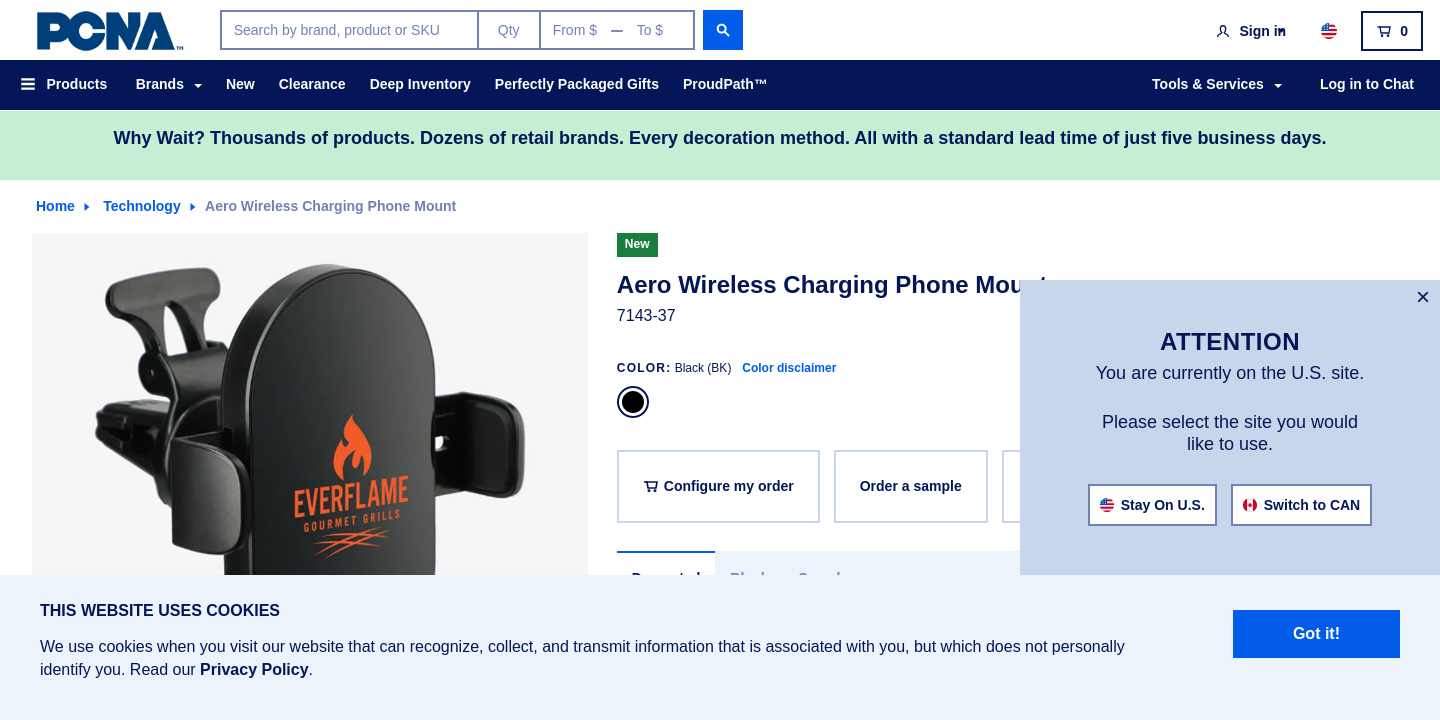 PCNA™
Search by brand, product or SKU
Qty
From $ — To $
Sign in
0
Products
Brands
New
Clearance
Deep Inventory
Perfectly Packaged Gifts
ProudPath™
Tools & Services
Log in to Chat
Why Wait? Thousands of products. Dozens of retail brands. Every decoration method. All with a standard lead time of just five business days.
Home
Technology
Aero Wireless Charging Phone Mount
EVERFLAME
GOURMET GRILLS
New
Aero Wireless Charging Phone Mount
7143-37
COLOR: Black (BK) Color disclaimer
Configure my order
Order a sample
×
ATTENTION
You are currently on the U.S. site.
Please select the site you would
like to use.
Stay On U.S.
Switch to CAN
THIS WEBSITE USES COOKIES
We use cookies when you visit our website that can recognize, collect, and transmit information that is associated with you, but which does not personally
identify you. Read our Privacy Policy.
Got it!